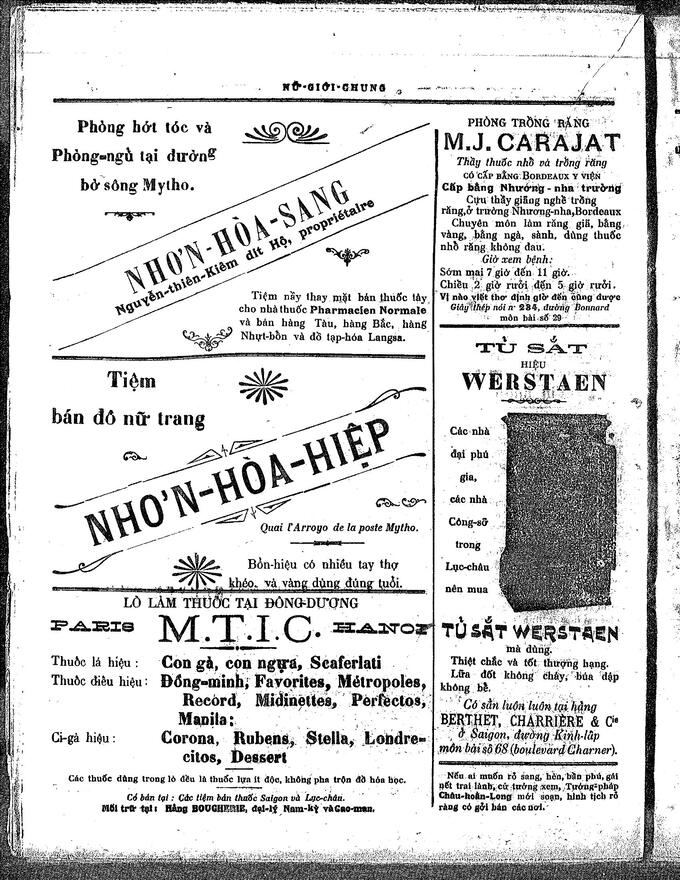 NỮ-GIỚI-CHUNG
Phòng hớt tóc và
Phòng-ngủ tại đường
bờ sông Mytho.
NHƠN-HÒA-SANG
Nguyễn-thiên-Kiêm dit Hộ, propriétaire
Tiệm nầy thay mặt bán thuốc tây
cho nhà thuốc Pharmacien Normale
và bán hàng Tàu, hàng Bắc, hàng
Nhựt-bổn và đồ tạp-hóa Langsa.
Tiệm
bán đồ nữ trang
NHƠN-HÒA-HIỆP
Quai l'Arroyo de la poste Mytho.
Bổn-hiệu có nhiều tay thợ
khéo, và vàng dùng đúng tuổi.
LÒ LÀM THUỐC TẠI ĐÔNG-DƯƠNG
PARIS M.T.I.C. HANOI
Thuốc lá hiệu : Con gà, con ngựa, Scaferlati
Thuốc điếu hiệu : Đồng-minh, Favorites, Métropoles,
Record, Midinettes, Perfectos,
Manila;
Ci-gà hiệu : Corona, Rubens, Stella, Londre-
citos, Dessert
Các thuốc dùng trong lò đều là thuốc lựa ít độc, không pha trộn đồ hóa học.
Có bán tại : Các tiệm bán thuốc Saigon và Lục-châu.
Môi trữ tại : Hãng BOUCHERIE, đại-lý Nam-kỳ và Cao-man.
PHÒNG TRỒNG RĂNG
M.J. CARAJAT
Thầy thuốc nhổ và trồng răng
CÓ CẤP BẰNG BORDEAUX Y VIỆN
Cấp bằng Nhương-nha trường
Cựu thầy giảng nghề trồng
răng, ở trường Nhương-nha, Bordeaux
Chuyên môn làm răng giả, bằng
vàng, bằng ngà, sành, dùng thuốc
nhổ răng không đau.
Giờ xem bệnh:
Sớm mai 7 giờ đến 11 giờ.
Chiều 2 giờ rưỡi đến 5 giờ rưỡi.
Vị nào viết thơ định giờ đến cũng được
Giây thép nói nº 234, đường Bonnard
môn bài số 29
TỦ SẮT
HIỆU
WERSTAEN
Các nhà
đại phú
gia,
các nhà
Công-sở
trong
Lục-châu
nên mua
TỦ SẮT WERSTAEN
mà dùng.
Thiệt chắc và tốt thượng hạng.
Lửa đốt không cháy, búa đập
không bể.
Có sẵn luôn luôn tại hãng
BERTHET, CHARRIÈRE & Cie
ở Saigon, đường Kinh-lấp
môn bài số 68 (boulevard Charner).
Nếu ai muốn rõ sang, hèn, bần phú, gái
nết trai lành, cứ tướng xem, Tướng-pháp
Châu-hoàn-Long mới soạn, hình tịch rõ
ràng có gởi bán các nơi.